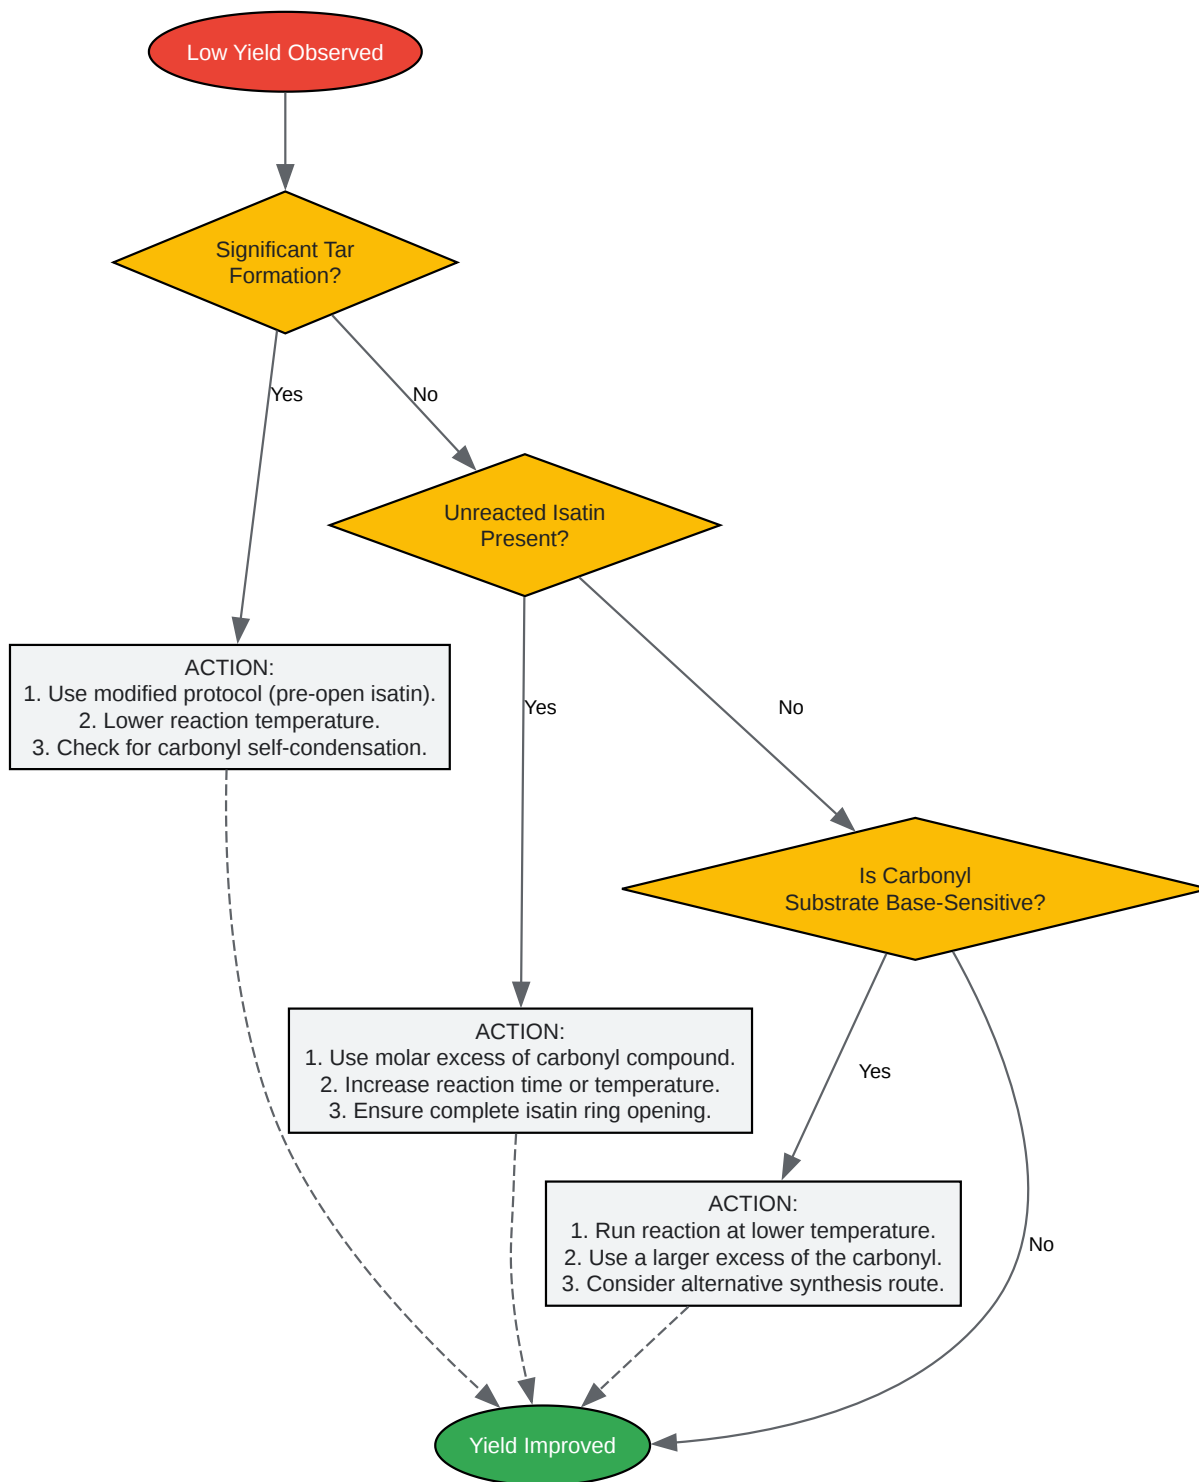 Low Yield Observed
Significant Tar
Formation?
Yes
No
Unreacted Isatin
Present?
ACTION:
1. Use modified protocol (pre-open isatin).
2. Lower reaction temperature.
3. Check for carbonyl self-condensation.
Yes
No
Is Carbonyl
Substrate Base-Sensitive?
ACTION:
1. Use molar excess of carbonyl compound.
2. Increase reaction time or temperature.
3. Ensure complete isatin ring opening.
Yes
ACTION:
1. Run reaction at lower temperature.
2. Use a larger excess of the carbonyl.
3. Consider alternative synthesis route.
No
Yield Improved